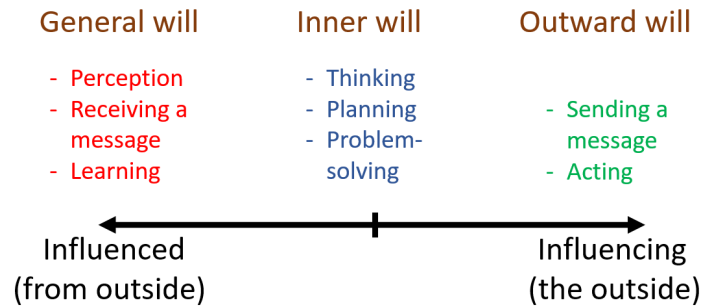 General will
- Perception
- Receiving a
message
- Learning
Inner will
- Thinking
- Planning
- Problem-
solving
Outward will
- Sending a
message
- Acting
Influenced
(from outside)
Influencing
(the outside)